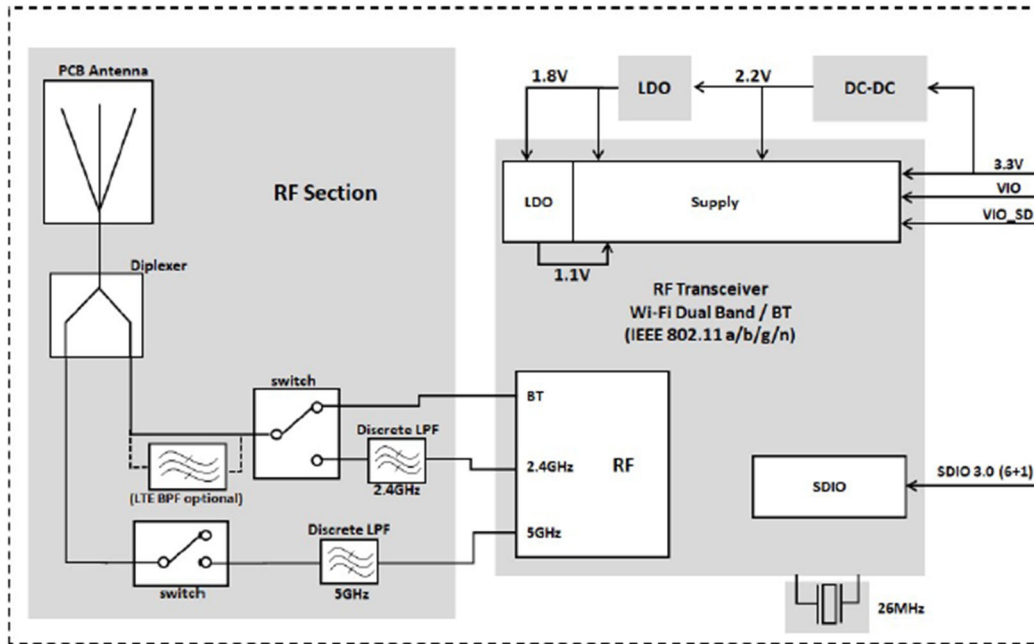 PCB Antenna
RF Section
Diplexer
switch
Discrete LPF
2.4GHz
(LTE BPF optional)
Discrete LPF
switch
5GHz
1.8V
LDO
2.2V
DC-DC
3.3V
VIO
VIO_SD
LDO
Supply
1.1V
RF Transceiver
Wi-Fi Dual Band / BT
(IEEE 802.11 a/b/g/n)
BT
2.4GHz
RF
5GHz
SDIO
SDIO 3.0 (6+1)
26MHz